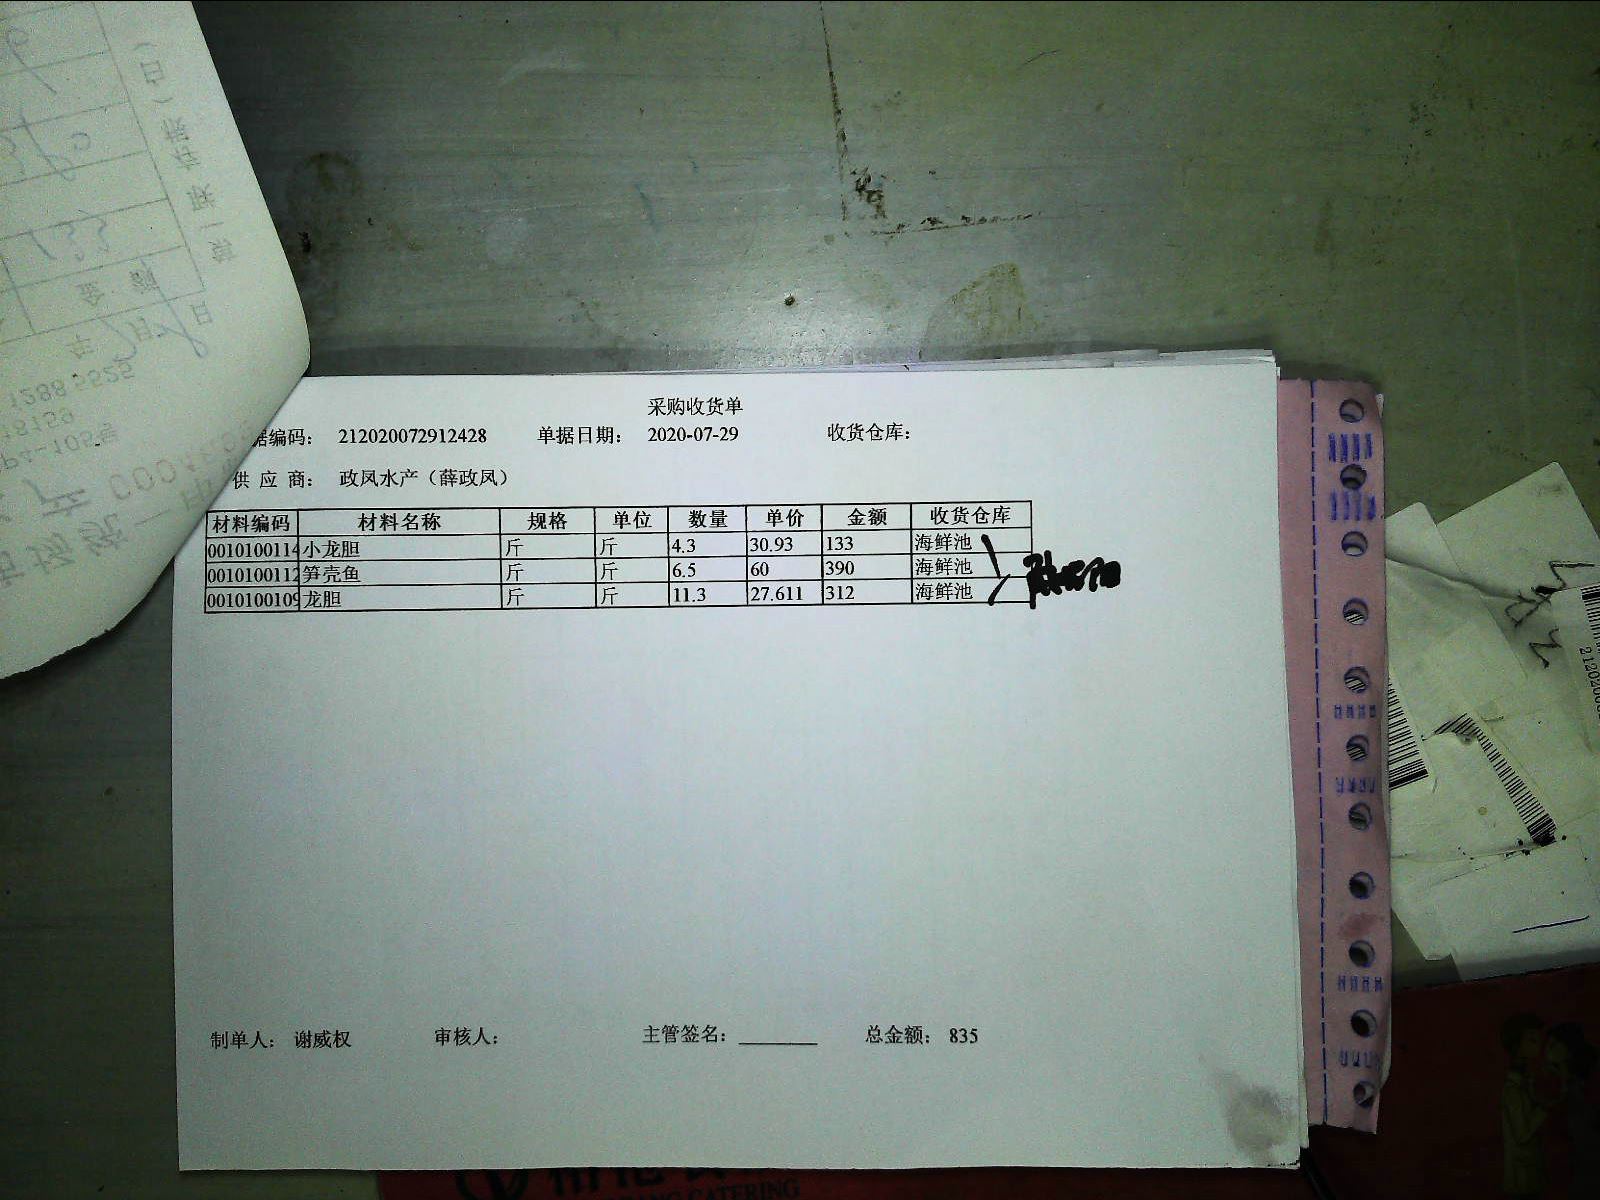 采购收货单
据编码： 212020072912428 单据日期： 2020-07-29 收货仓库：
供 应 商： 政凤水产（薛政凤）
材料编码 材料名称 规格 单位 数量 单价 金额 收货仓库
0010100114 小龙胆 斤 斤 4.3 30.93 133 海鲜池
0010100112 笋壳鱼 斤 斤 6.5 60 390 海鲜池
0010100109 龙胆 斤 斤 11.3 27.611 312 海鲜池
制单人： 谢威权 审核人： 主管签名： 总金额： 835
CATERING